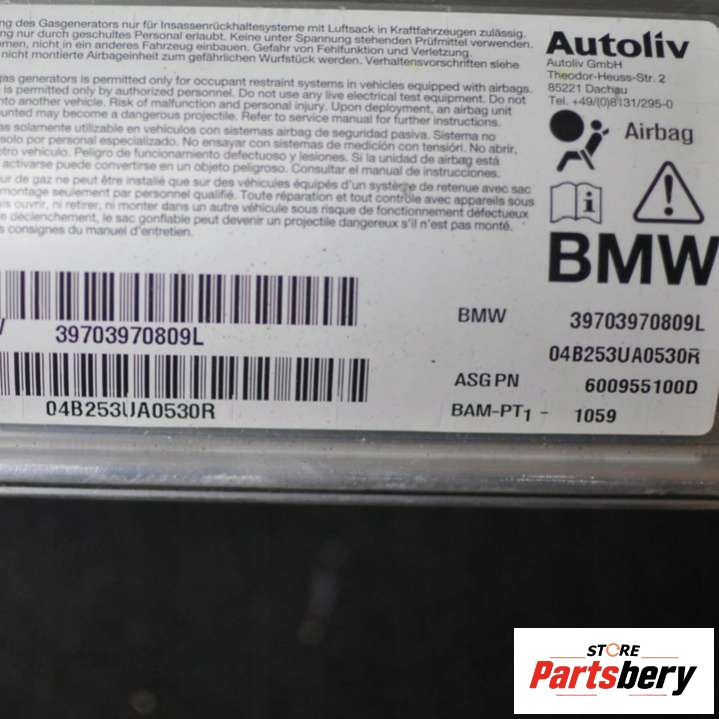 ng des Gasgenerators nur für Insassenrückhaltesysteme mit Luftsack in Kraftfahrzeugen zulässig.
ng nur durch geschultes Personal erlaubt. Keine unter Spannung stehenden Prüfmittel verwenden.
men, nicht in ein anderes Fahrzeug einbauen. Gefahr von Fehlfunktion und Verletzung.
nicht montierte Airbageinheit zum gefährlichen Wurfstück werden. Verhaltensvorschriften siehe
gas generators is permitted only for occupant restraint systems in vehicles equipped with airbags.
is permitted only by authorized personnel. Do not use any live electrical test equipment. Do not
nto another vehicle. Risk of malfunction and personal injury. Upon deployment, an airbag unit
unted may become a dangerous projectile. Refer to service manual for further instructions.
as solamente utilizable en vehículos con sistemas airbag de seguridad pasiva. Sistema no
solo por personal especializado. No ensayar con sistemas de medición con tensión. No abrir,
otro vehículo. Peligro de funcionamiento defectuoso y lesiones. Si la unidad de airbag está
activarse puede convertirse en un objeto peligroso. Consultar el manual de instrucciones.
ur de gaz ne peut être installé que sur des véhicules équipés d'un système de retenue avec sac
montage seulement par personnel qualifié. Toute réparation et tout contrôle avec appareils sous
is ouvrir, ni retirer, ni monter dans un autre véhicule sous risque de fonctionnement défectueux
e déclenchement, le sac gonflable peut devenir un projectile dangereux s'il n'est pas monté.
s consignes du manuel d'entretien.
Autoliv
Autoliv GmbH
Theodor-Heuss-Str. 2
85221 Dachau
Tel. +49/(0)8131/295-0
Airbag
BMW
39703970809L
04B253UA0530R
BMW 39703970809L
04B253UA0530R
ASG PN 600955100D
BAM-PT1 - 1059
STORE
Partsbery